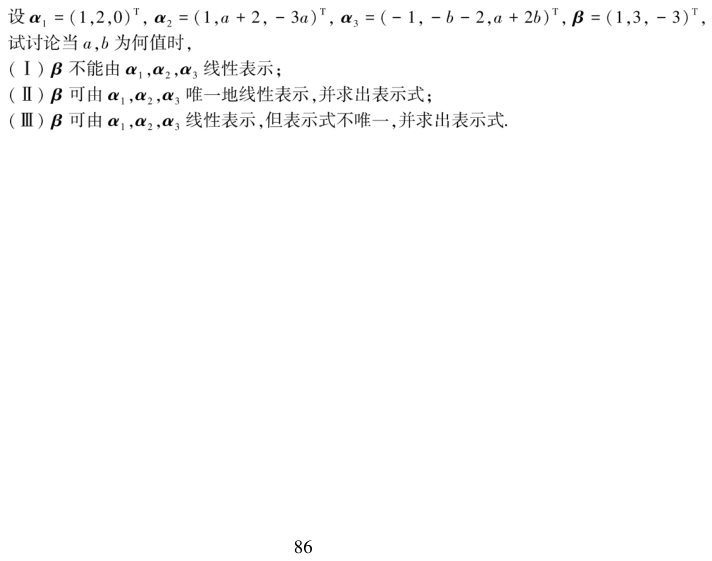 设 α₁ = (1,2,0)ᵀ, α₂ = (1,a + 2, - 3a)ᵀ, α₃ = ( - 1, - b - 2,a + 2b)ᵀ, β = (1,3, - 3)ᵀ,
试讨论当 a,b 为何值时,
(Ⅰ) β 不能由 α₁,α₂,α₃ 线性表示;
(Ⅱ) β 可由 α₁,α₂,α₃ 唯一地线性表示,并求出表示式;
(Ⅲ) β 可由 α₁,α₂,α₃ 线性表示,但表示式不唯一,并求出表示式.
86